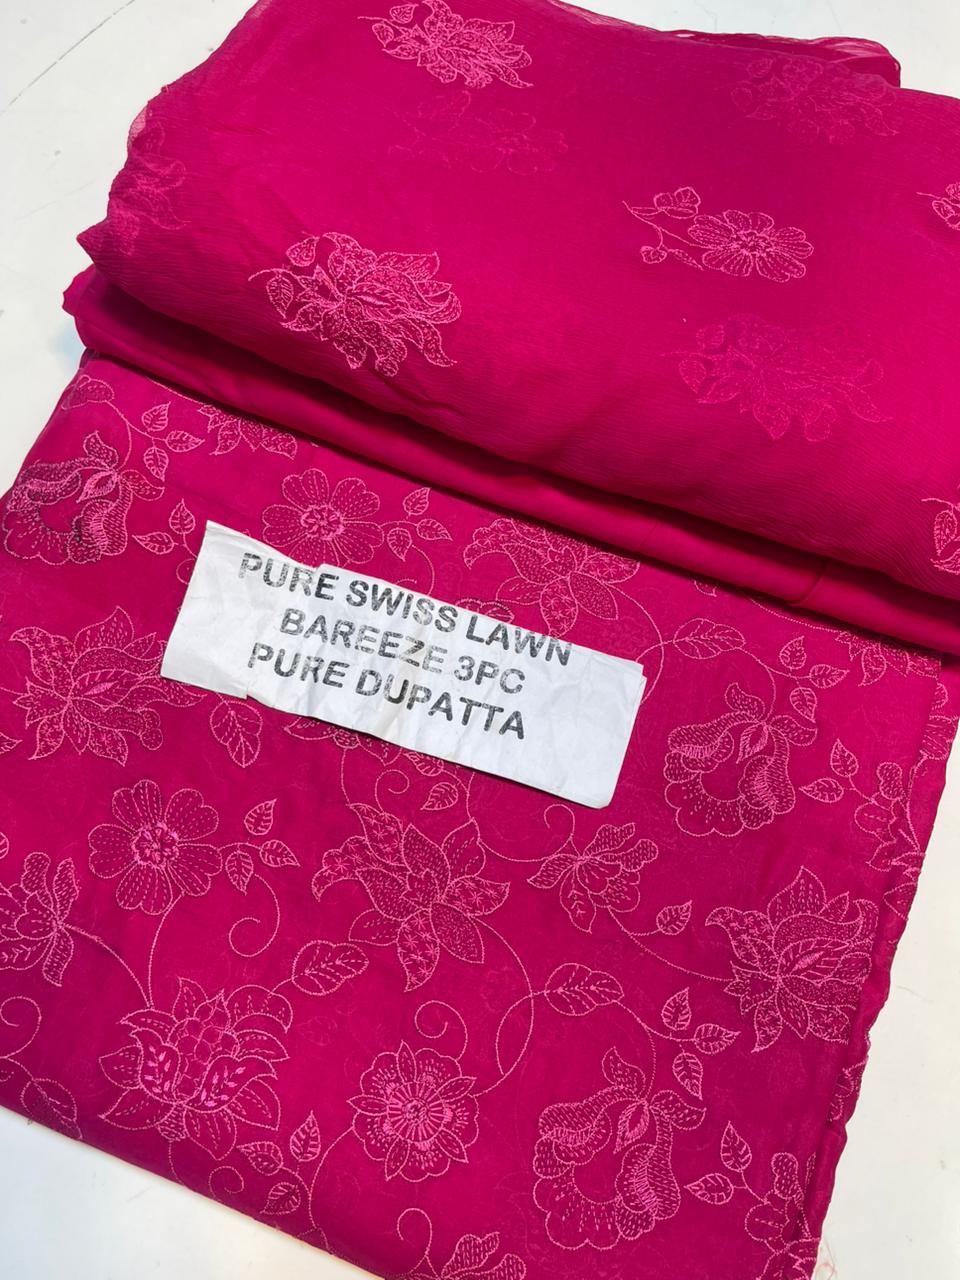 PURE SWISS LAWN
BAREEZE 3PC
PURE DUPATTA